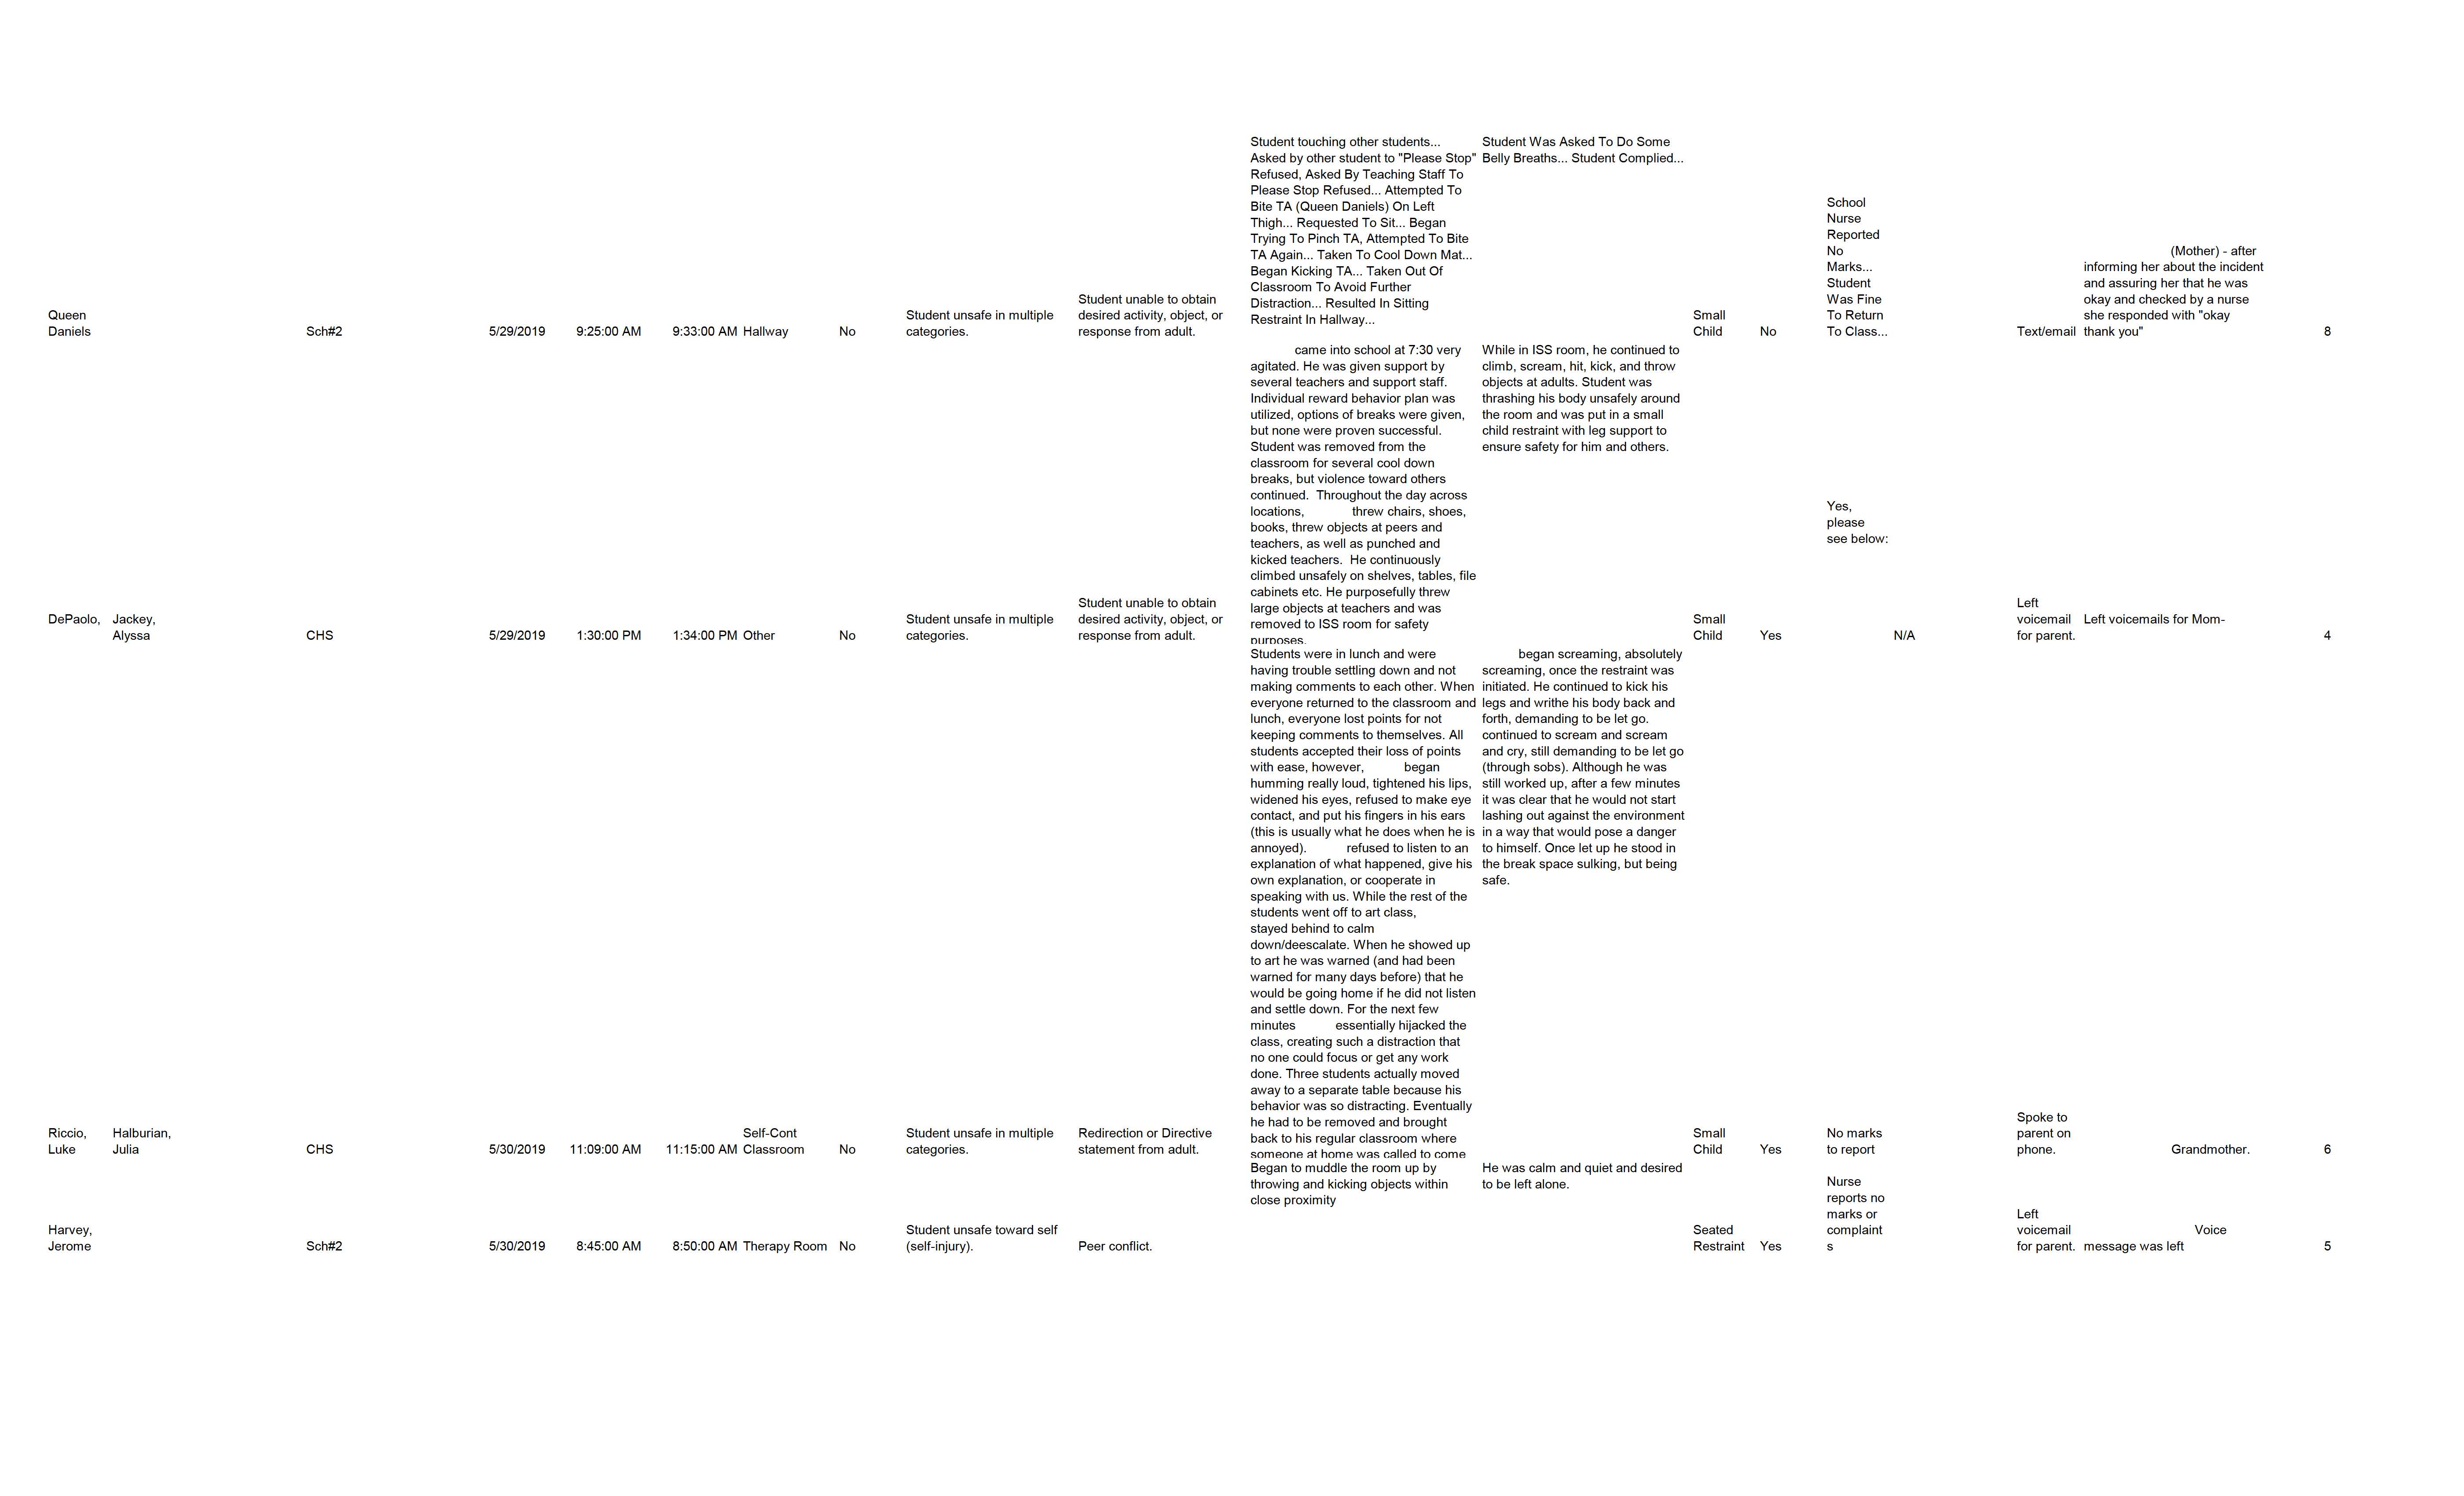 Student touching other students...
Asked by other student to "Please Stop"
Refused, Asked By Teaching Staff To
Please Stop Refused... Attempted To
Bite TA (Queen Daniels) On Left
Thigh... Requested To Sit... Began
Trying To Pinch TA, Attempted To Bite
TA Again... Taken To Cool Down Mat...
Began Kicking TA... Taken Out Of
Classroom To Avoid Further
Distraction... Resulted In Sitting
Restraint In Hallway...
Student Was Asked To Do Some
Belly Breaths... Student Complied...
Queen
Daniels
Sch#2
5/29/2019
9:25:00 AM
9:33:00 AM
Hallway
No
Student unsafe in multiple
categories.
Student unable to obtain
desired activity, object, or
response from adult.
Small
Child
No
School
Nurse
Reported
No
Marks...
Student
Was Fine
To Return
To Class...
Text/email
(Mother) - after
informing her about the incident
and assuring her that he was
okay and checked by a nurse
she responded with "okay
thank you"
8
DePaolo,
Jackey,
Alyssa
CHS
5/29/2019
1:30:00 PM
1:34:00 PM
Other
No
Student unsafe in multiple
categories.
Student unable to obtain
desired activity, object, or
response from adult.
came into school at 7:30 very
agitated. He was given support by
several teachers and support staff.
Individual reward behavior plan was
utilized, options of breaks were given,
but none were proven successful.
Student was removed from the
classroom for several cool down
breaks, but violence toward others
continued.  Throughout the day across
locations, threw chairs, shoes,
books, threw objects at peers and
teachers, as well as punched and
kicked teachers.  He continuously
climbed unsafely on shelves, tables, file
cabinets etc. He purposefully threw
large objects at teachers and was
removed to ISS room for safety
purposes.
While in ISS room, he continued to
climb, scream, hit, kick, and throw
objects at adults. Student was
thrashing his body unsafely around
the room and was put in a small
child restraint with leg support to
ensure safety for him and others.
Small
Child
Yes
Yes,
please
see below:
N/A
Left
voicemail
for parent.
Left voicemails for Mom-
4
Riccio,
Luke
Halburian,
Julia
CHS
5/30/2019
11:09:00 AM
11:15:00 AM
Self-Cont
Classroom
No
Student unsafe in multiple
categories.
Redirection or Directive
statement from adult.
Students were in lunch and were
having trouble settling down and not
making comments to each other. When
everyone returned to the classroom and
lunch, everyone lost points for not
keeping comments to themselves. All
students accepted their loss of points
with ease, however, began
humming really loud, tightened his lips,
widened his eyes, refused to make eye
contact, and put his fingers in his ears
(this is usually what he does when he is
annoyed). refused to listen to an
explanation of what happened, give his
own explanation, or cooperate in
speaking with us. While the rest of the
students went off to art class,
stayed behind to calm
down/deescalate. When he showed up
to art he was warned (and had been
warned for many days before) that he
would be going home if he did not listen
and settle down. For the next few
minutes essentially hijacked the
class, creating such a distraction that
no one could focus or get any work
done. Three students actually moved
away to a separate table because his
behavior was so distracting. Eventually
he had to be removed and brought
back to his regular classroom where
someone at home was called to come
began screaming, absolutely
screaming, once the restraint was
initiated. He continued to kick his
legs and writhe his body back and
forth, demanding to be let go.
continued to scream and scream
and cry, still demanding to be let go
(through sobs). Although he was
still worked up, after a few minutes
it was clear that he would not start
lashing out against the environment
in a way that would pose a danger
to himself. Once let up he stood in
the break space sulking, but being
safe.
Small
Child
Yes
No marks
to report
Spoke to
parent on
phone.
Grandmother.
6
Harvey,
Jerome
Sch#2
5/30/2019
8:45:00 AM
8:50:00 AM
Therapy Room
No
Student unsafe toward self
(self-injury).
Peer conflict.
Began to muddle the room up by
throwing and kicking objects within
close proximity
He was calm and quiet and desired
to be left alone.
Seated
Restraint
Yes
Nurse
reports no
marks or
complaint
s
Left
voicemail
for parent.
Voice
message was left
5